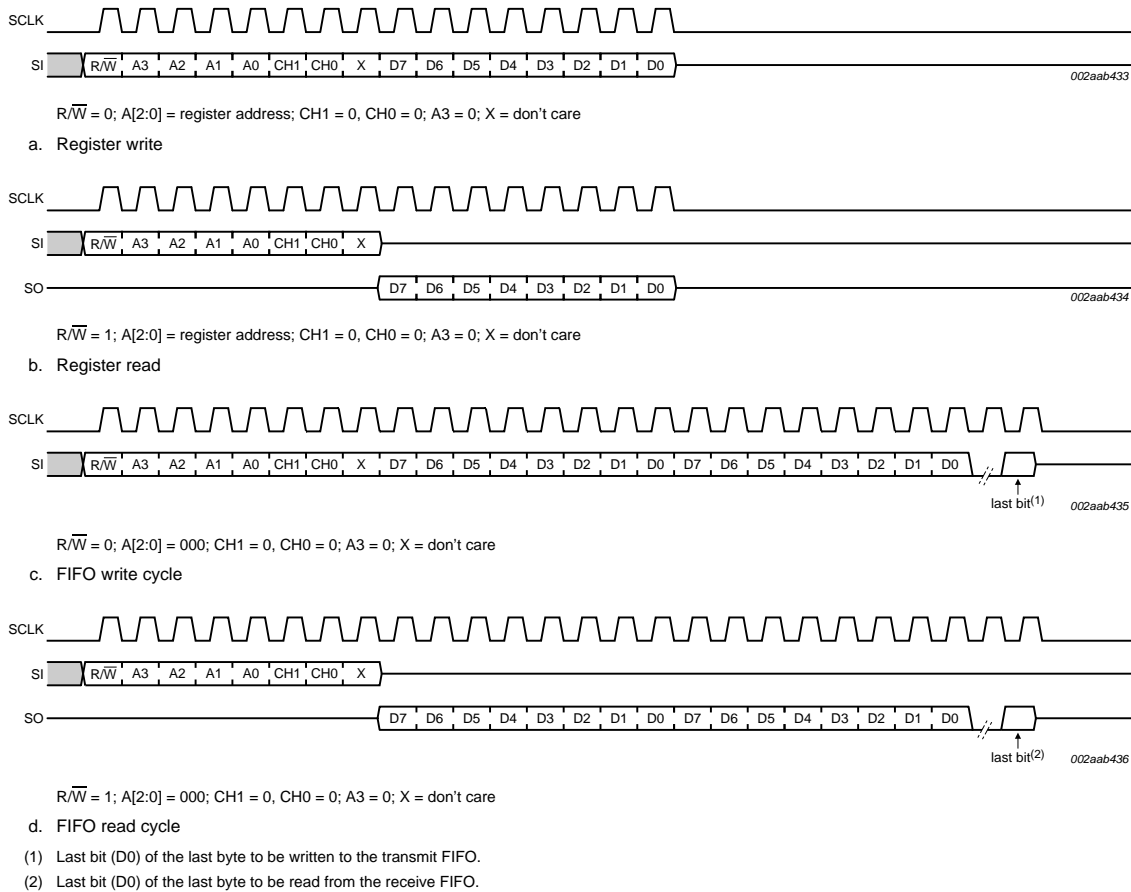 SCLK
SI R/W̅ A3 A2 A1 A0 CH1 CH0 X D7 D6 D5 D4 D3 D2 D1 D0
002aab433
R/W̅ = 0; A[2:0] = register address; CH1 = 0, CH0 = 0; A3 = 0; X = don't care
a. Register write
SCLK
SI R/W̅ A3 A2 A1 A0 CH1 CH0 X
SO D7 D6 D5 D4 D3 D2 D1 D0
002aab434
R/W̅ = 1; A[2:0] = register address; CH1 = 0, CH0 = 0; A3 = 0; X = don't care
b. Register read
SCLK
SI R/W̅ A3 A2 A1 A0 CH1 CH0 X D7 D6 D5 D4 D3 D2 D1 D0 D7 D6 D5 D4 D3 D2 D1 D0
last bit(1) 002aab435
R/W̅ = 0; A[2:0] = 000; CH1 = 0, CH0 = 0; A3 = 0; X = don't care
c. FIFO write cycle
SCLK
SI R/W̅ A3 A2 A1 A0 CH1 CH0 X
SO D7 D6 D5 D4 D3 D2 D1 D0 D7 D6 D5 D4 D3 D2 D1 D0
last bit(2) 002aab436
R/W̅ = 1; A[2:0] = 000; CH1 = 0, CH0 = 0; A3 = 0; X = don't care
d. FIFO read cycle
(1) Last bit (D0) of the last byte to be written to the transmit FIFO.
(2) Last bit (D0) of the last byte to be read from the receive FIFO.